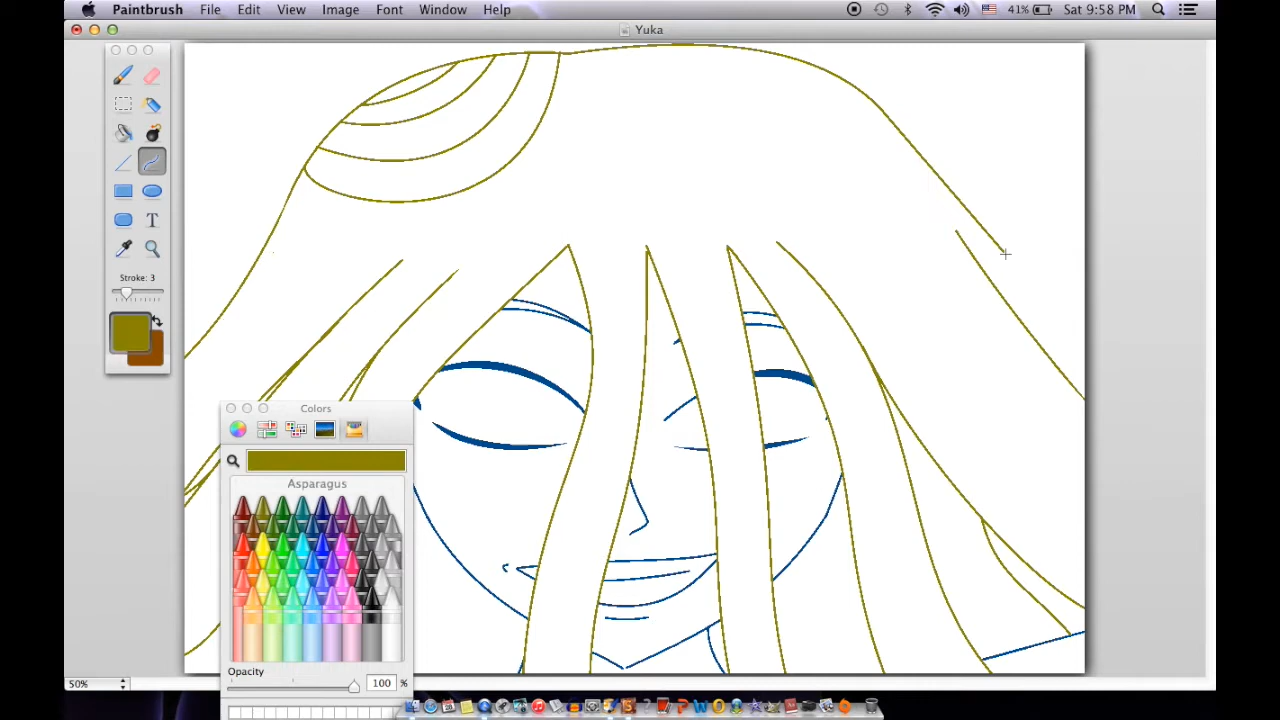 Paintbrush File Edit View Image Font Window Help 41% Sat 9:58 PM
Yuka
T
Stroke: 3
Colors
Asparagus
Opacity
100 %
50%